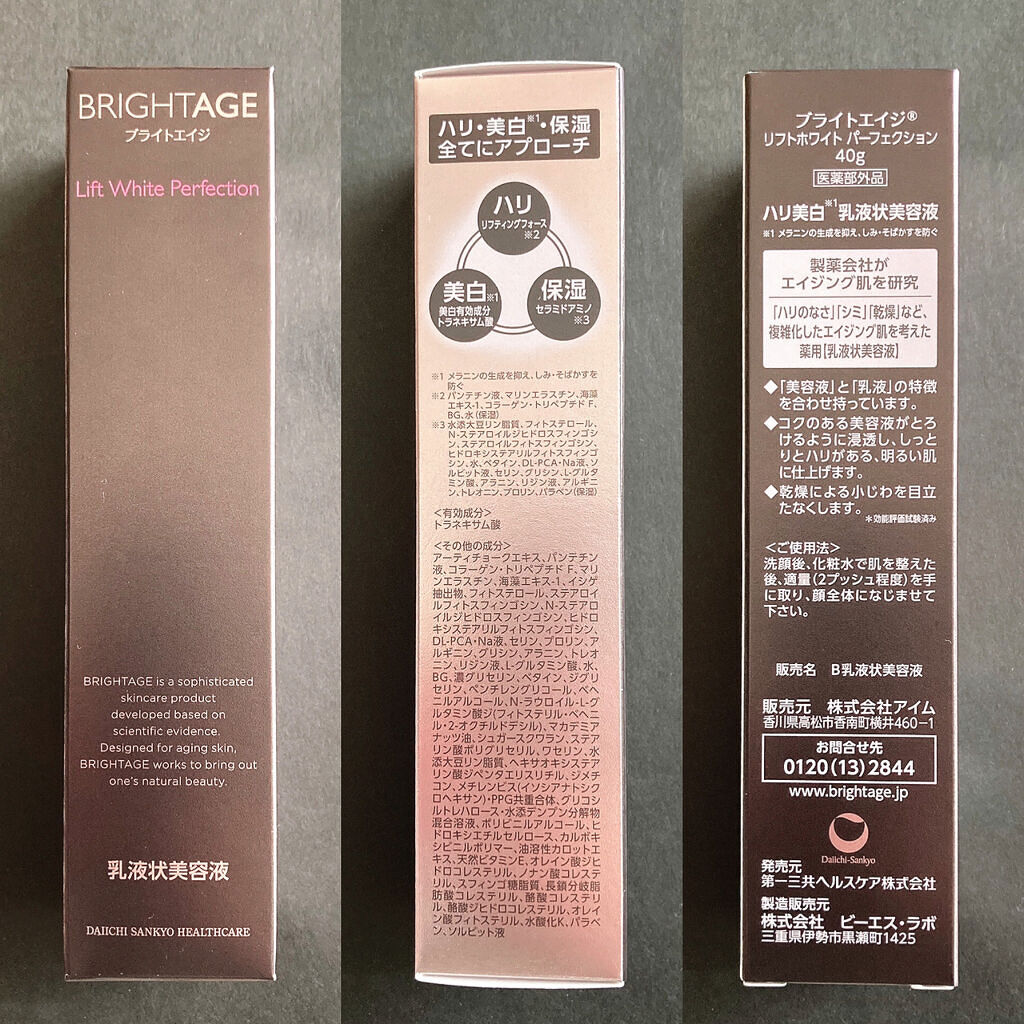 BRIGHTAGE
ブライトエイジ
Lift White Perfection
BRIGHTAGE is a sophisticated
skincare product
developed based on
scientific evidence.
Designed for aging skin,
BRIGHTAGE works to bring out
one's natural beauty.
乳液状美容液
DAIICHI SANKYO HEALTHCARE
ハリ・美白※1・保湿
全てにアプローチ
ハリ
リフティングフォース
※2
美白※1
美白有効成分
トラネキサム酸
保湿
セラミドアミノ
※3
※1 メラニンの生成を抑え、しみ・そばかすを
防ぐ
※2 パンテチン液、マリンエラスチン、海藻
エキス-1、コラーゲン・トリペプチド F、
BG、水(保湿)
※3 水添大豆リン脂質、フィトステロール、
N-ステアロイルジヒドロスフィンゴシ
ン、ステアロイルフィトスフィンゴシン、
ヒドロキシステアリルフィトスフィンゴ
シン、水、ベタイン、DL-PCA・Na液、ソ
ルビット液、セリン、グリシン、L-グルタ
ミン酸、アラニン、リジン液、アルギニ
ン、トレオニン、プロリン、パラベン(保湿)
<有効成分>
トラネキサム酸
<その他の成分>
アーティチョークエキス、パンテチン
液、コラーゲン・トリペプチド F、マリ
ンエラスチン、海藻エキス-1、イシゲ
抽出物、フィトステロール、ステアロイ
ルフィトスフィンゴシン、N-ステアロ
イルジヒドロスフィンゴシン、ヒドロ
キシステアリルフィトスフィンゴシン、
DL-PCA・Na液、セリン、プロリン、ア
ルギニン、グリシン、アラニン、トレオ
ニン、リジン液、L-グルタミン酸、水、
BG、濃グリセリン、ベタイン、ジグリ
セリン、ペンチレングリコール、ベヘ
ニルアルコール、N-ラウロイル-L-グ
ルタミン酸ジ(フィトステリル・ベヘニ
ル・2-オクチルドデシル)、マカデミア
ナッツ油、シュガースクワラン、ステア
リン酸ポリグリセリル、ワセリン、水
添大豆リン脂質、ヘキサオキシステア
リン酸ジペンタエリスリチル、ジメチ
コン、メチレンビス(イソシアナトシク
ロヘキサン)・PPG共重合体、グリコシ
ルトレハロース・水添デンプン分解物
混合溶液、ポリビニルアルコール、ヒ
ドロキシエチルセルロース、カルボキ
シビニルポリマー、油溶性カロットエ
キス、天然ビタミンE、オレイン酸ジヒ
ドロコレステリル、ノナン酸コレステ
リル、スフィンゴ糖脂質、長鎖分岐脂
肪酸コレステリル、酪酸コレステリ
ル、酪酸ジヒドロコレステリル、オレイ
ン酸フィトステリル、水酸化K、パラベ
ン、ソルビット液
ブライトエイジ®
リフトホワイト パーフェクション
40g
医薬部外品
ハリ美白※1乳液状美容液
※1 メラニンの生成を抑え、しみ・そばかすを防ぐ
製薬会社が
エイジング肌を研究
「ハリのなさ」「シミ」「乾燥」など、
複雑化したエイジング肌を考えた
薬用【乳液状美容液】
◆「美容液」と「乳液」の特徴
を合わせ持っています。
◆コクのある美容液がとろ
けるように浸透し、しっと
りとハリがある、明るい肌
に仕上げます。
◆乾燥による小じわを目立
たなくします。
*効能評価試験済み
<ご使用法>
洗顔後、化粧水で肌を整えた
後、適量(2プッシュ程度)を手
に取り、顔全体になじませて
下さい。
販売名 B乳液状美容液
販売元 株式会社アイム
香川県高松市香南町横井460-1
お問合せ先
0120(13)2844
www.brightage.jp
Daiichi-Sankyo
発売元
第一三共ヘルスケア株式会社
製造販売元
株式会社 ピーエス・ラボ
三重県伊勢市黒瀬町1425